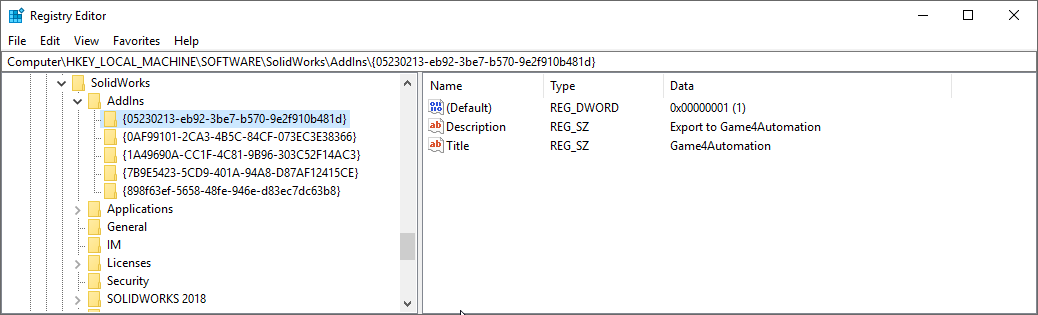 Registry Editor
File Edit View Favorites Help
Computer\HKEY_LOCAL_MACHINE\SOFTWARE\SolidWorks\AddIns\{05230213-eb92-3be7-b570-9e2f910b481d}
SolidWorks
AddIns
{05230213-eb92-3be7-b570-9e2f910b481d}
{0AF99101-2CA3-4B5C-84CF-073EC3E38366}
{1A49690A-CC1F-4C81-9B96-303C52F14AC3}
{7B9E5423-5CD9-401A-94A8-D87AF12415CE}
{898f63ef-5658-48fe-946e-d83ec7dc63b8}
Applications
General
IM
Licenses
Security
SOLIDWORKS 2018
Name Type Data
(Default) REG_DWORD 0x00000001 (1)
Description REG_SZ Export to Game4Automation
Title REG_SZ Game4Automation